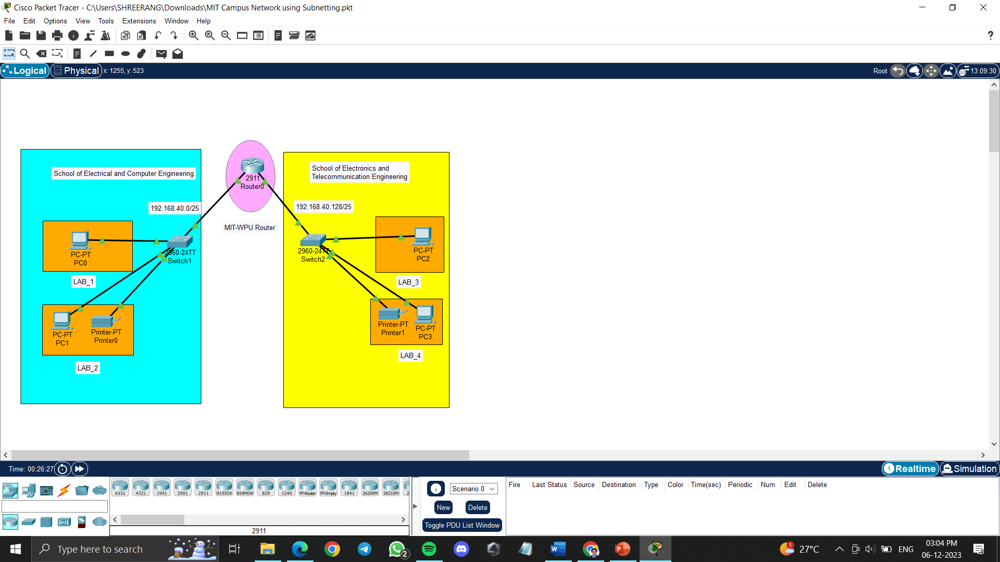 Cisco Packet Tracer - C:\Users\SHREERANG\Downloads\MIT Campus Network using Subnetting.pkt
File Edit Options View Tools Extensions Window Help
?
Logical Physical x: 1255, y: 523 Root 13:09:30
School of Electrical and Computer Engineering
192.168.40.0/25
PC-PT
PC0
LAB_1
2960-24TT
Switch1
PC-PT
PC1
Printer-PT
Printer0
LAB_2
2911
Router0
MIT-WPU Router
School of Electronics and
Telecommunication Engineering
192.168.40.128/25
2960-24TT
Switch2
PC-PT
PC2
LAB_3
Printer-PT
Printer1
PC-PT
PC3
LAB_4
Time: 00:26:27 Realtime Simulation
4331 4321 1941 2901 2911 819IOX 819HGW 829 1240 PT-Router PT-Empty 1841 2620XM 2621XM
2911
Scenario 0
New Delete
Toggle PDU List Window
Fire Last Status Source Destination Type Color Time(sec) Periodic Num Edit Delete
Type here to search
2
1 27°C ENG 03:04 PM
06-12-2023